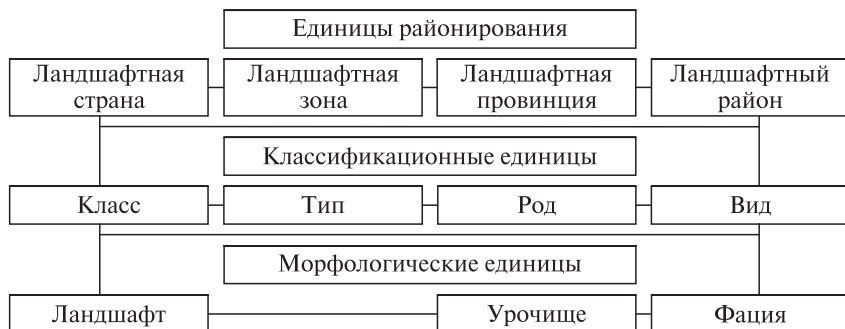 Единицы районирования
Ландшафтная Ландшафтная Ландшафтная Ландшафтный
страна зона провинция район
Классификационные единицы
Класс Тип Род Вид
Морфологические единицы
Ландшафт Урочище Фация